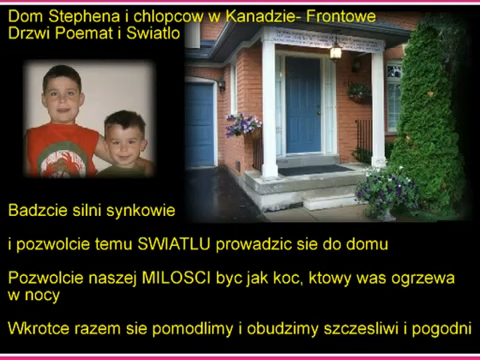 Dom Stephena i chlopcow w Kanadzie- Frontowe
Drzwi Poemat i Swiatlo
Badzcie silni synkowie
i pozwolcie temu SWIATLU prowadzic sie do domu
Pozwolcie naszej MILOSCI byc jak koc, ktowy was ogrzewa
w nocy
Wkrotce razem sie pomodlimy i obudzimy szczesliwi i pogodni